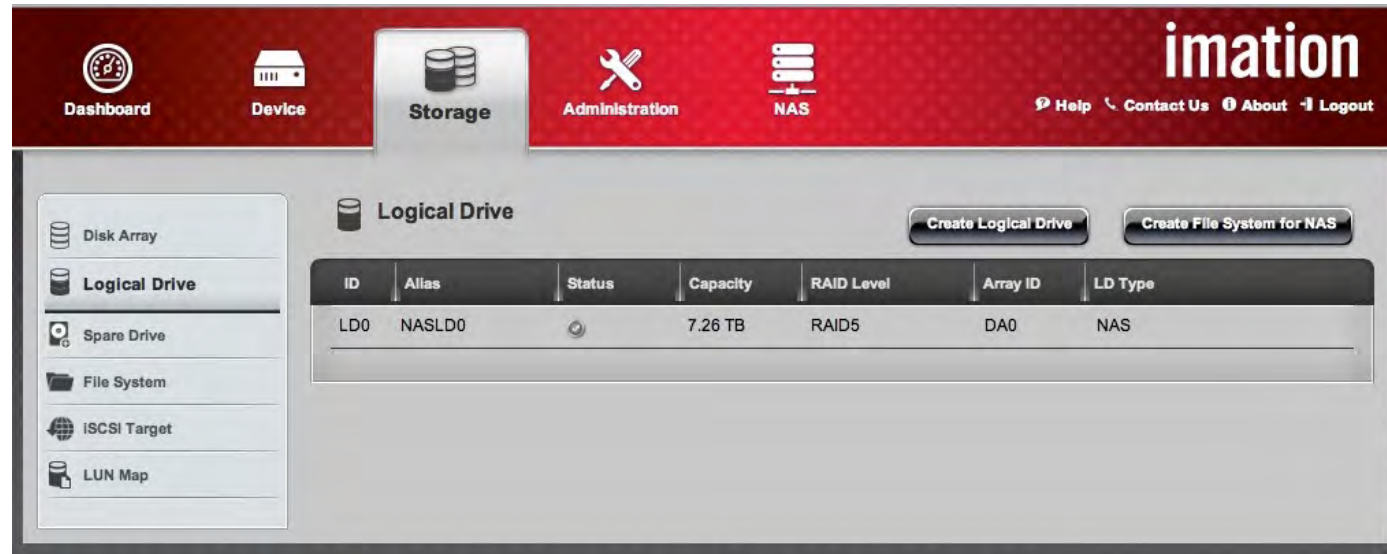 imation
Dashboard
Device
Storage
Administration
NAS
Help Contact Us About Logout
Disk Array
Logical Drive
Spare Drive
File System
iSCSI Target
LUN Map
Logical Drive
Create Logical Drive
Create File System for NAS
ID Alias Status Capacity RAID Level Array ID LD Type
LD0 NASLD0 7.26 TB RAID5 DA0 NAS